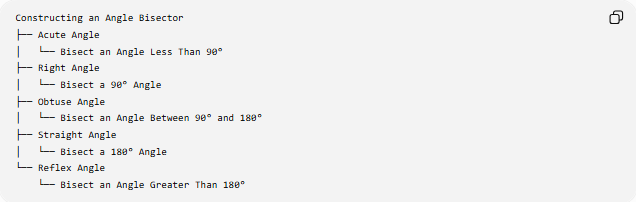 Constructing an Angle Bisector
├── Acute Angle
│   └── Bisect an Angle Less Than 90°
├── Right Angle
│   └── Bisect a 90° Angle
├── Obtuse Angle
│   └── Bisect an Angle Between 90° and 180°
├── Straight Angle
│   └── Bisect a 180° Angle
└── Reflex Angle
    └── Bisect an Angle Greater Than 180°